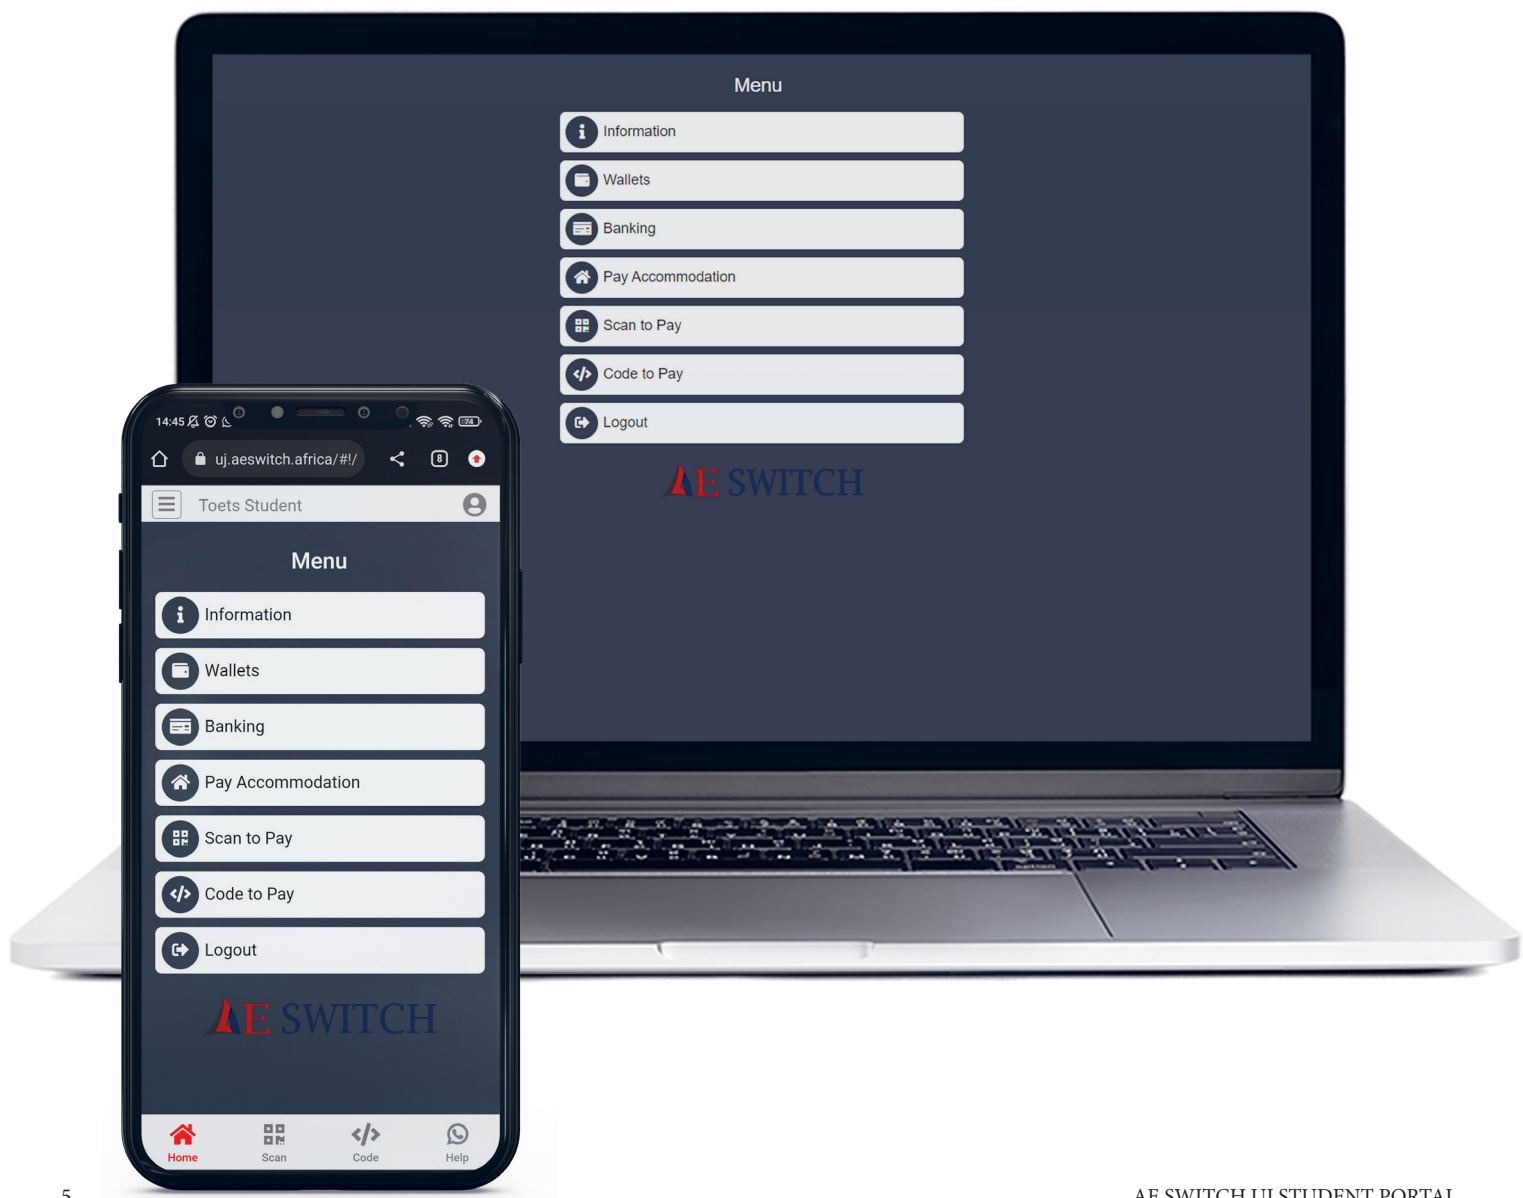 Menu
Information
Wallets
Banking
Pay Accommodation
Scan to Pay
Code to Pay
Logout
AE SWITCH
14:45
74
uj.aeswitch.africa/#!/
8
Toets Student
Menu
Information
Wallets
Banking
Pay Accommodation
Scan to Pay
Code to Pay
Logout
AE SWITCH
Home Scan Code Help
5
AE SWITCH UJ STUDENT PORTAL